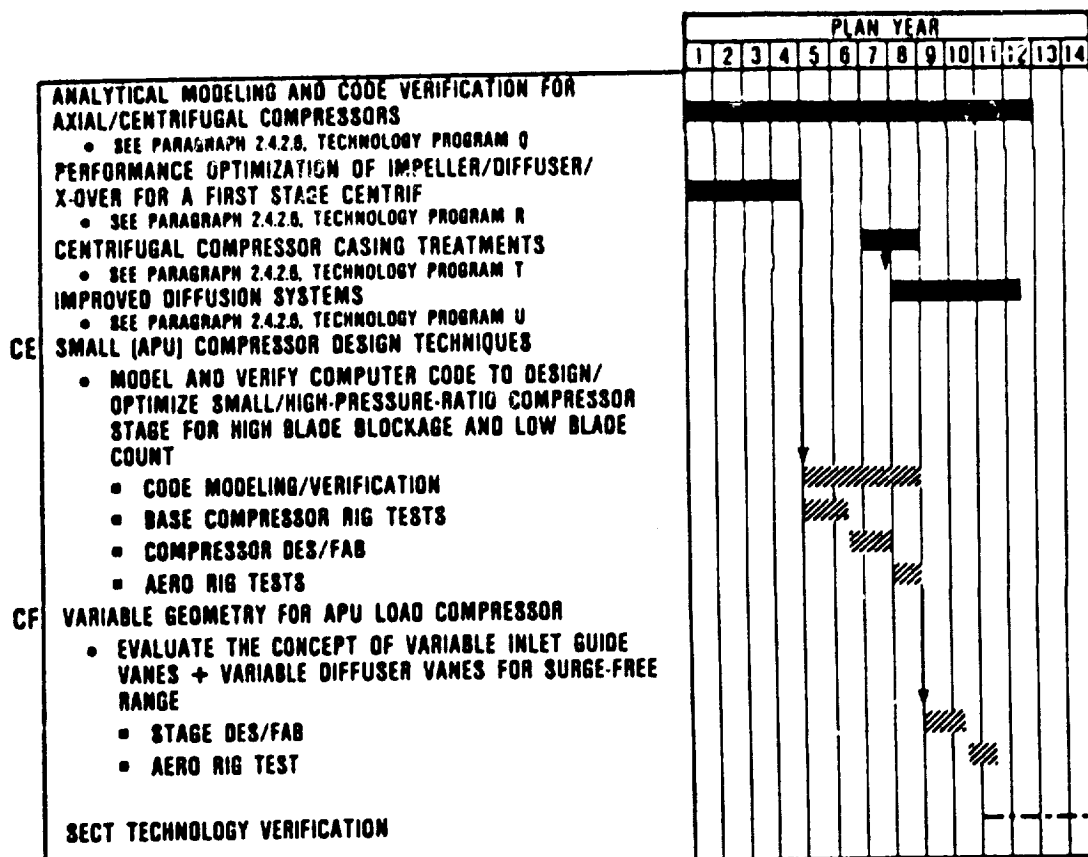 PLAN YEAR
1 2 3 4 5 6 7 8 9 10 11 12 13 14
ANALYTICAL MODELING AND CODE VERIFICATION FOR
AXIAL/CENTRIFUGAL COMPRESSORS
• SEE PARAGRAPH 2.4.2.6, TECHNOLOGY PROGRAM Q
PERFORMANCE OPTIMIZATION OF IMPELLER/DIFFUSER/
X-OVER FOR A FIRST STAGE CENTRIF
• SEE PARAGRAPH 2.4.2.6, TECHNOLOGY PROGRAM R
CENTRIFUGAL COMPRESSOR CASING TREATMENTS
• SEE PARAGRAPH 2.4.2.6, TECHNOLOGY PROGRAM T
IMPROVED DIFFUSION SYSTEMS
• SEE PARAGRAPH 2.4.2.6, TECHNOLOGY PROGRAM U
CE SMALL (APU) COMPRESSOR DESIGN TECHNIQUES
• MODEL AND VERIFY COMPUTER CODE TO DESIGN/
OPTIMIZE SMALL/HIGH-PRESSURE-RATIO COMPRESSOR
STAGE FOR HIGH BLADE BLOCKAGE AND LOW BLADE
COUNT
▪ CODE MODELING/VERIFICATION
▪ BASE COMPRESSOR RIG TESTS
▪ COMPRESSOR DES/FAB
▪ AERO RIG TESTS
CF VARIABLE GEOMETRY FOR APU LOAD COMPRESSOR
• EVALUATE THE CONCEPT OF VARIABLE INLET GUIDE
VANES + VARIABLE DIFFUSER VANES FOR SURGE-FREE
RANGE
▪ STAGE DES/FAB
▪ AERO RIG TEST
SECT TECHNOLOGY VERIFICATION